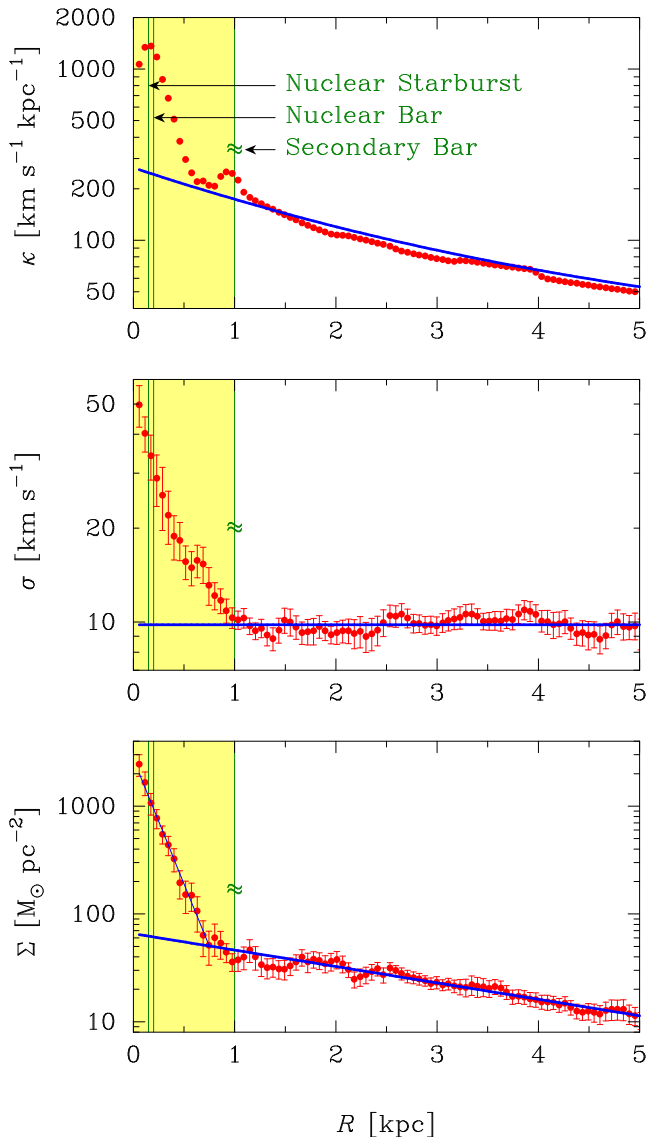 κ [km s⁻¹ kpc⁻¹]
2000
1000
500
200
100
50
Nuclear Starburst
Nuclear Bar
≈ Secondary Bar
0 1 2 3 4 5
σ [km s⁻¹]
50
20
10
≈
0 1 2 3 4 5
Σ [M⊙ pc⁻²]
1000
100
10
≈
0 1 2 3 4 5
R [kpc]